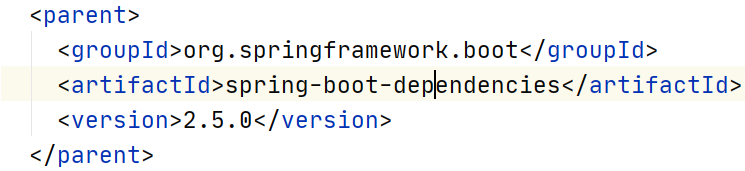 <parent>
<groupId>org.springframework.boot</groupId>
<artifactId>spring-boot-dependencies</artifactId>
<version>2.5.0</version>
</parent>